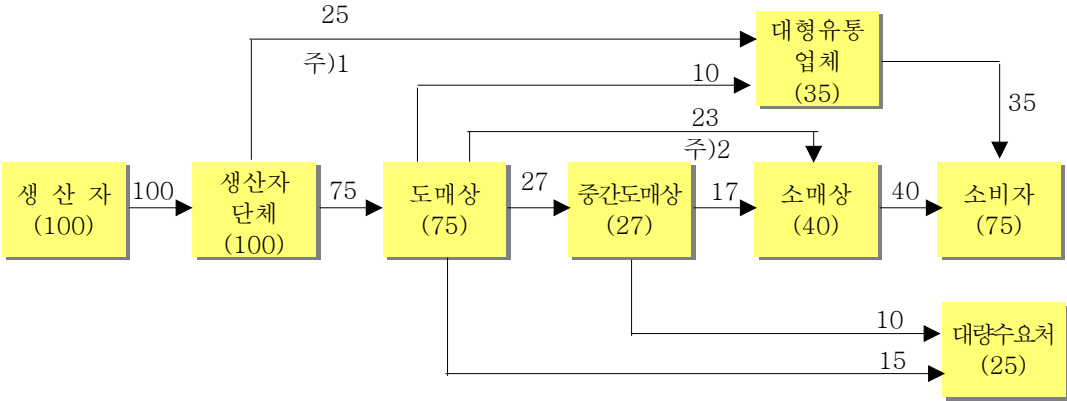 25
주)1
대형유통
업체
(35)
10
35
23
주)2
생 산 자
(100)
100
생산자
단체
(100)
75
도매상
(75)
27
중간도매상
(27)
17
소매상
(40)
40
소비자
(75)
10
15
대량수요처
(25)